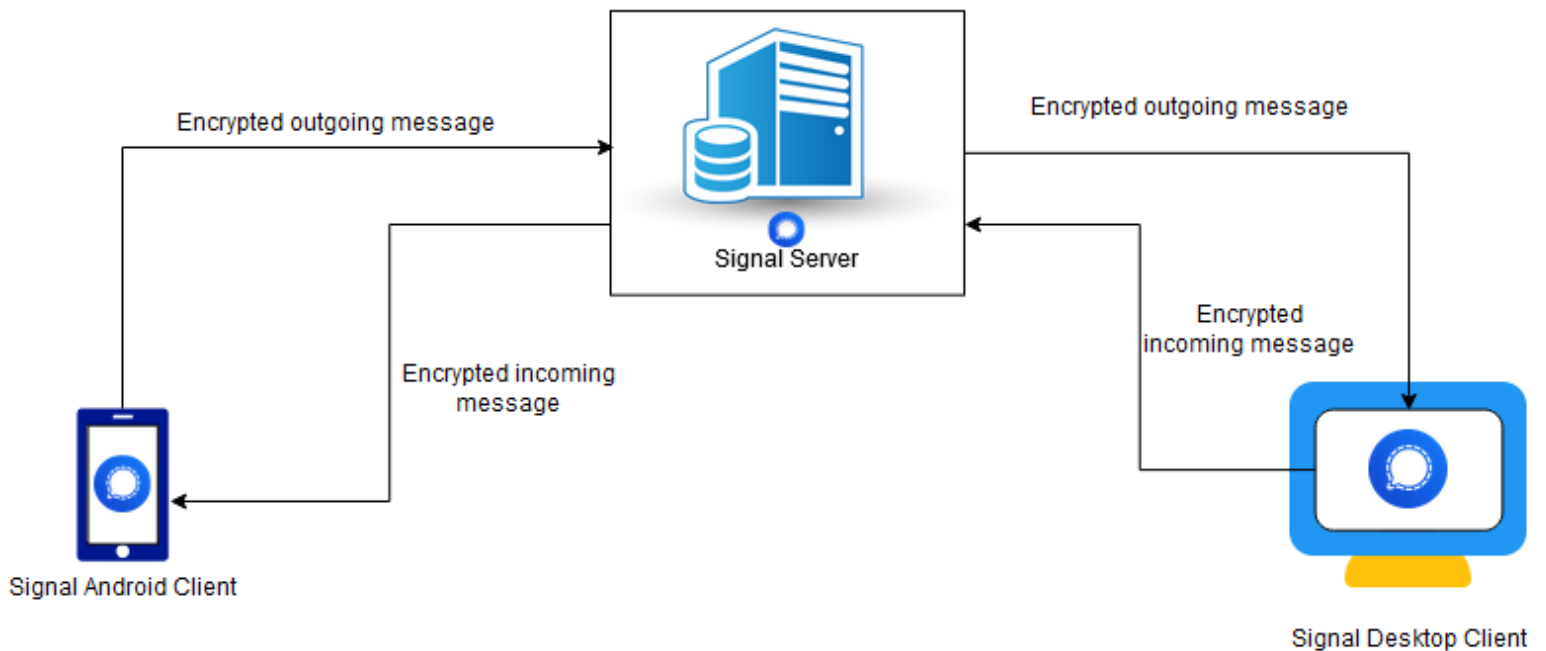 Encrypted outgoing message
Encrypted outgoing message
Signal Server
Encrypted
incoming message
Encrypted incoming
message
Signal Android Client
Signal Desktop Client